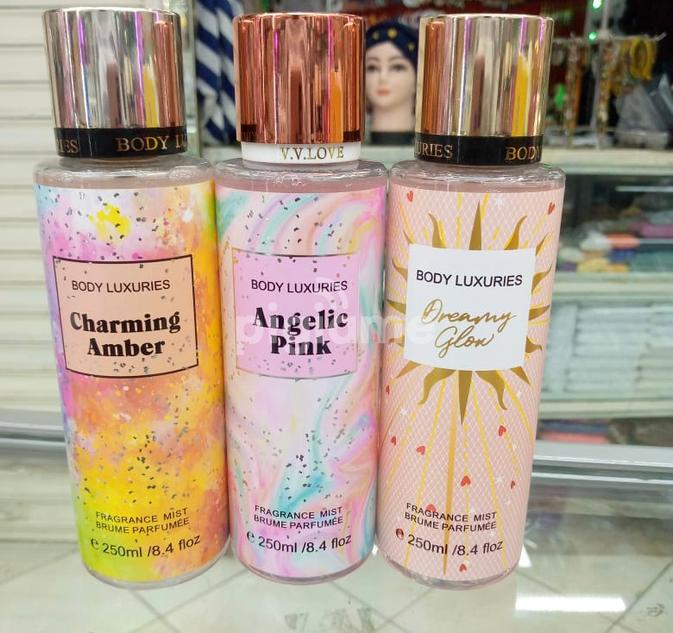 BODY LU
BODY LUXURIES
Charming
Amber
FRAGRANCE MIST
BRUME PARFUMÉE
e 250ml /8.4 floz
V.V.LOVE
BODY LUXURIES
Angelic
Pink
FRAGRANCE MIST
BRUME PARFUMÉE
e 250ml /8.4 floz
URIES BODY
BODY LUXURIES
Dreamy
Glow
FRAGRANCE MIST
BRUME PARFUMÉE
e 250ml /8.4 floz